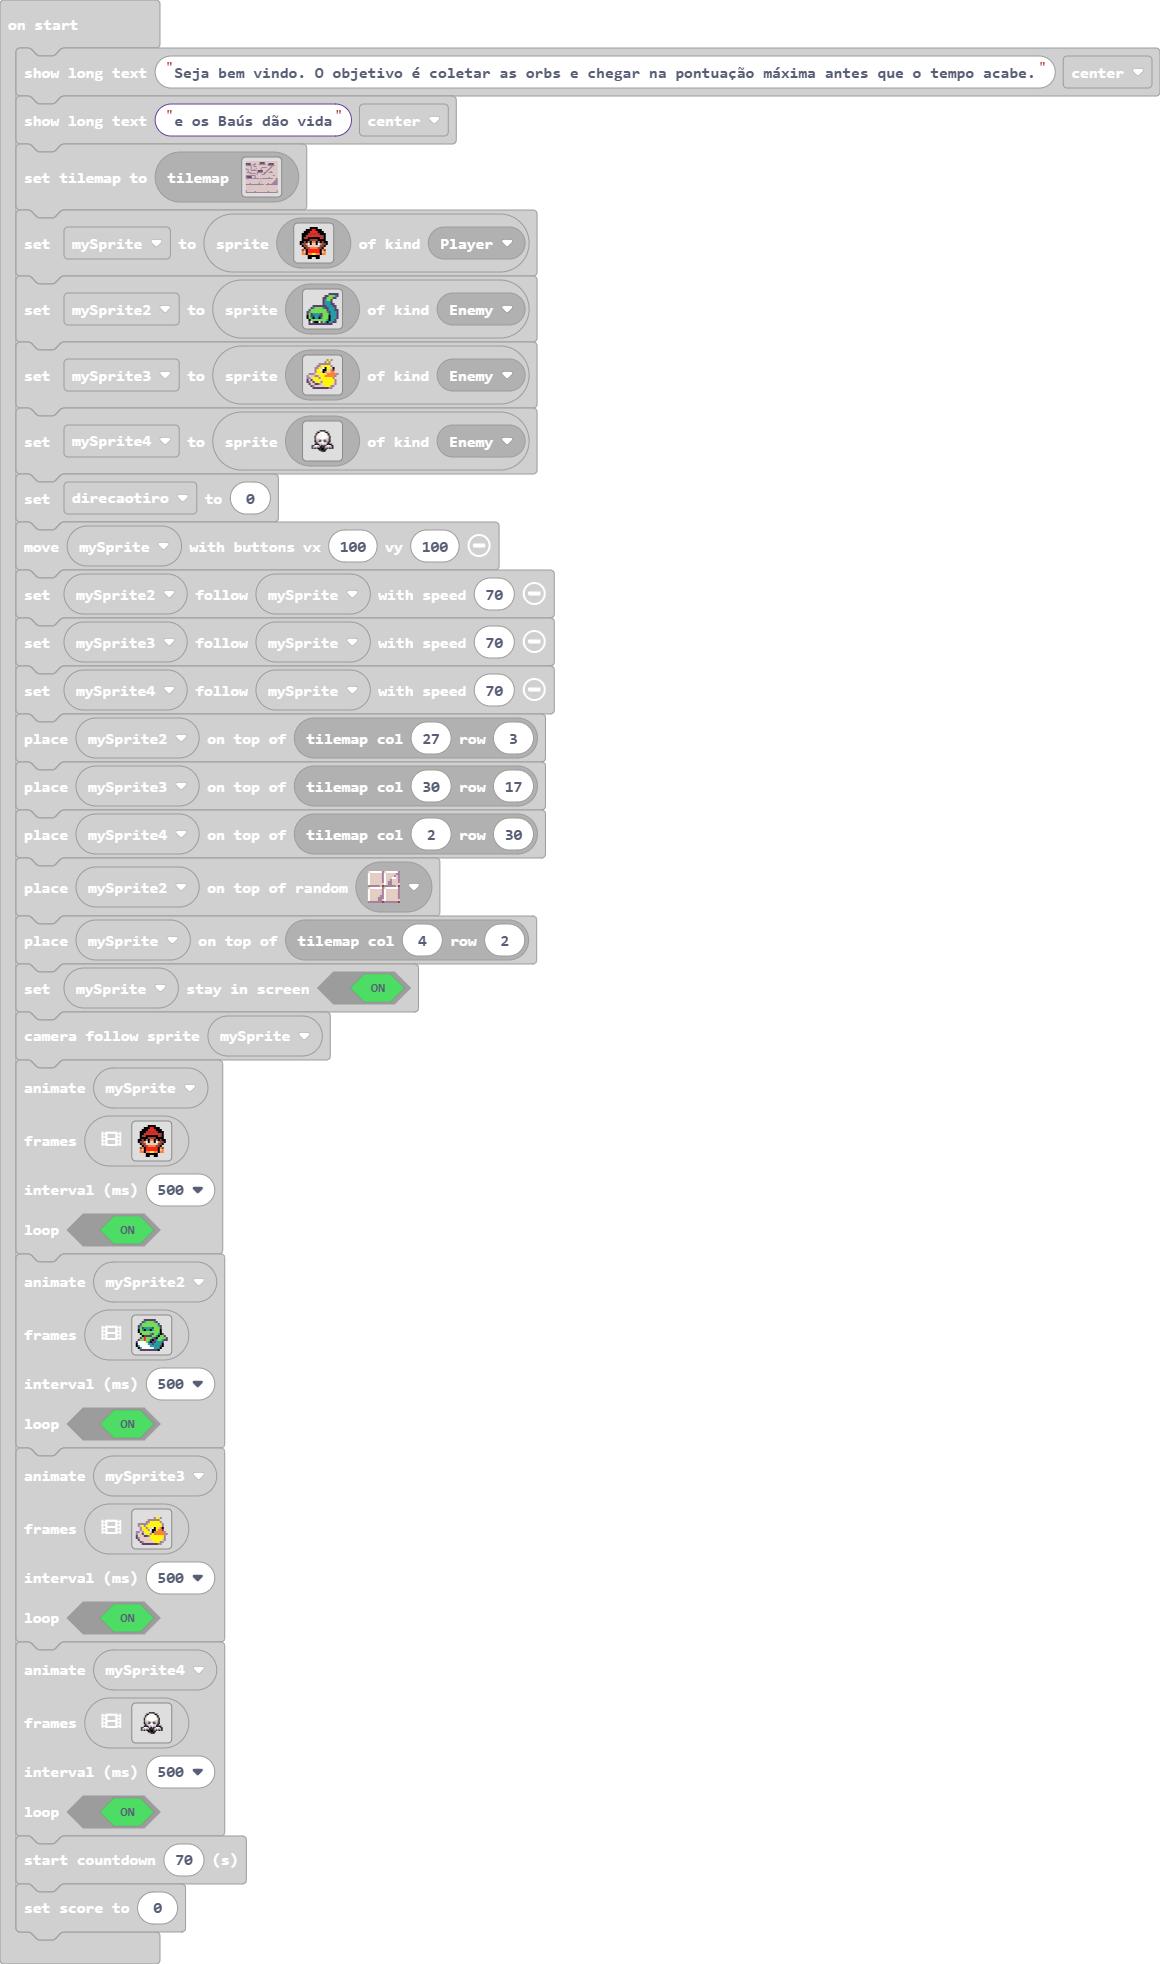 on start
show long text "Seja bem vindo. O objetivo é coletar as orbs e chegar na pontuação máxima antes que o tempo acabe." center
show long text "e os Baús dão vida" center
set tilemap to tilemap
set mySprite to sprite of kind Player
set mySprite2 to sprite of kind Enemy
set mySprite3 to sprite of kind Enemy
set mySprite4 to sprite of kind Enemy
set direcaotiro to 0
move mySprite with buttons vx 100 vy 100
set mySprite2 follow mySprite with speed 70
set mySprite3 follow mySprite with speed 70
set mySprite4 follow mySprite with speed 70
place mySprite2 on top of tilemap col 27 row 3
place mySprite3 on top of tilemap col 30 row 17
place mySprite4 on top of tilemap col 2 row 30
place mySprite2 on top of random
place mySprite on top of tilemap col 4 row 2
set mySprite stay in screen ON
camera follow sprite mySprite
animate mySprite
frames
interval (ms) 500
loop ON
animate mySprite2
frames
interval (ms) 500
loop ON
animate mySprite3
frames
interval (ms) 500
loop ON
animate mySprite4
frames
interval (ms) 500
loop ON
start countdown 70 (s)
set score to 0